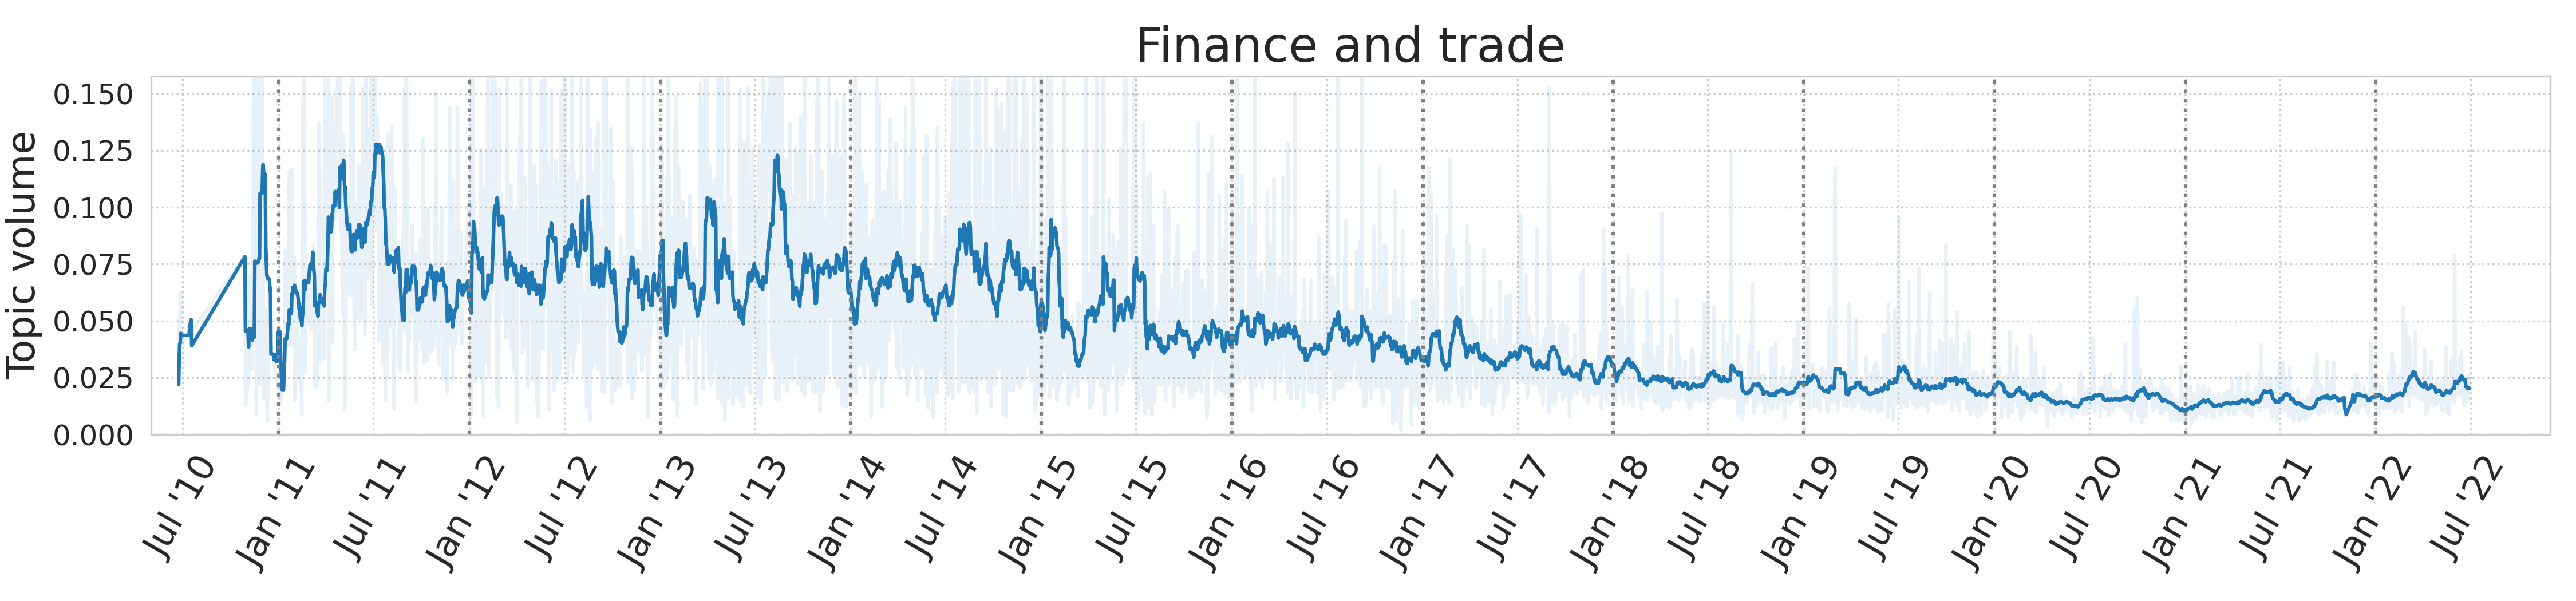 Finance and trade
Topic volume
0.150
0.125
0.100
0.075
0.050
0.025
0.000
Jul '10
Jan '11
Jul '11
Jan '12
Jul '12
Jan '13
Jul '13
Jan '14
Jul '14
Jan '15
Jul '15
Jan '16
Jul '16
Jan '17
Jul '17
Jan '18
Jul '18
Jan '19
Jul '19
Jan '20
Jul '20
Jan '21
Jul '21
Jan '22
Jul '22